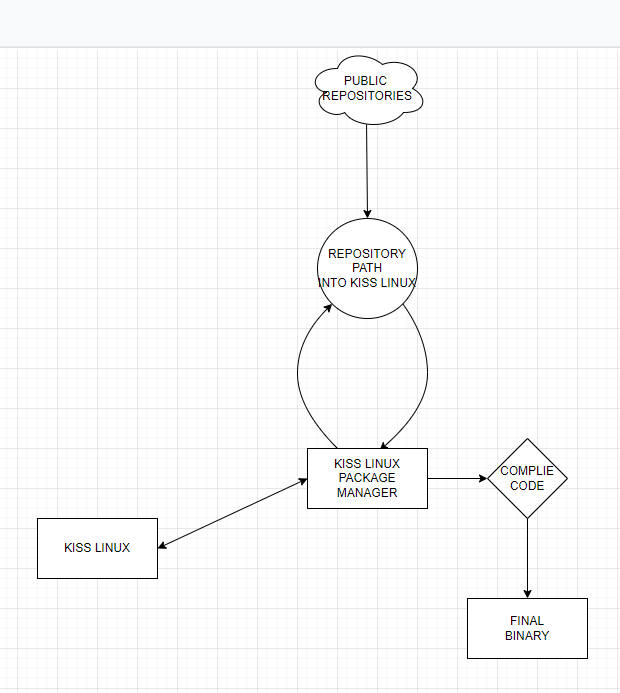 PUBLIC
REPOSITORIES
REPOSITORY
PATH
INTO KISS LINUX
KISS LINUX
PACKAGE
MANAGER
COMPLIE
CODE
KISS LINUX
FINAL
BINARY